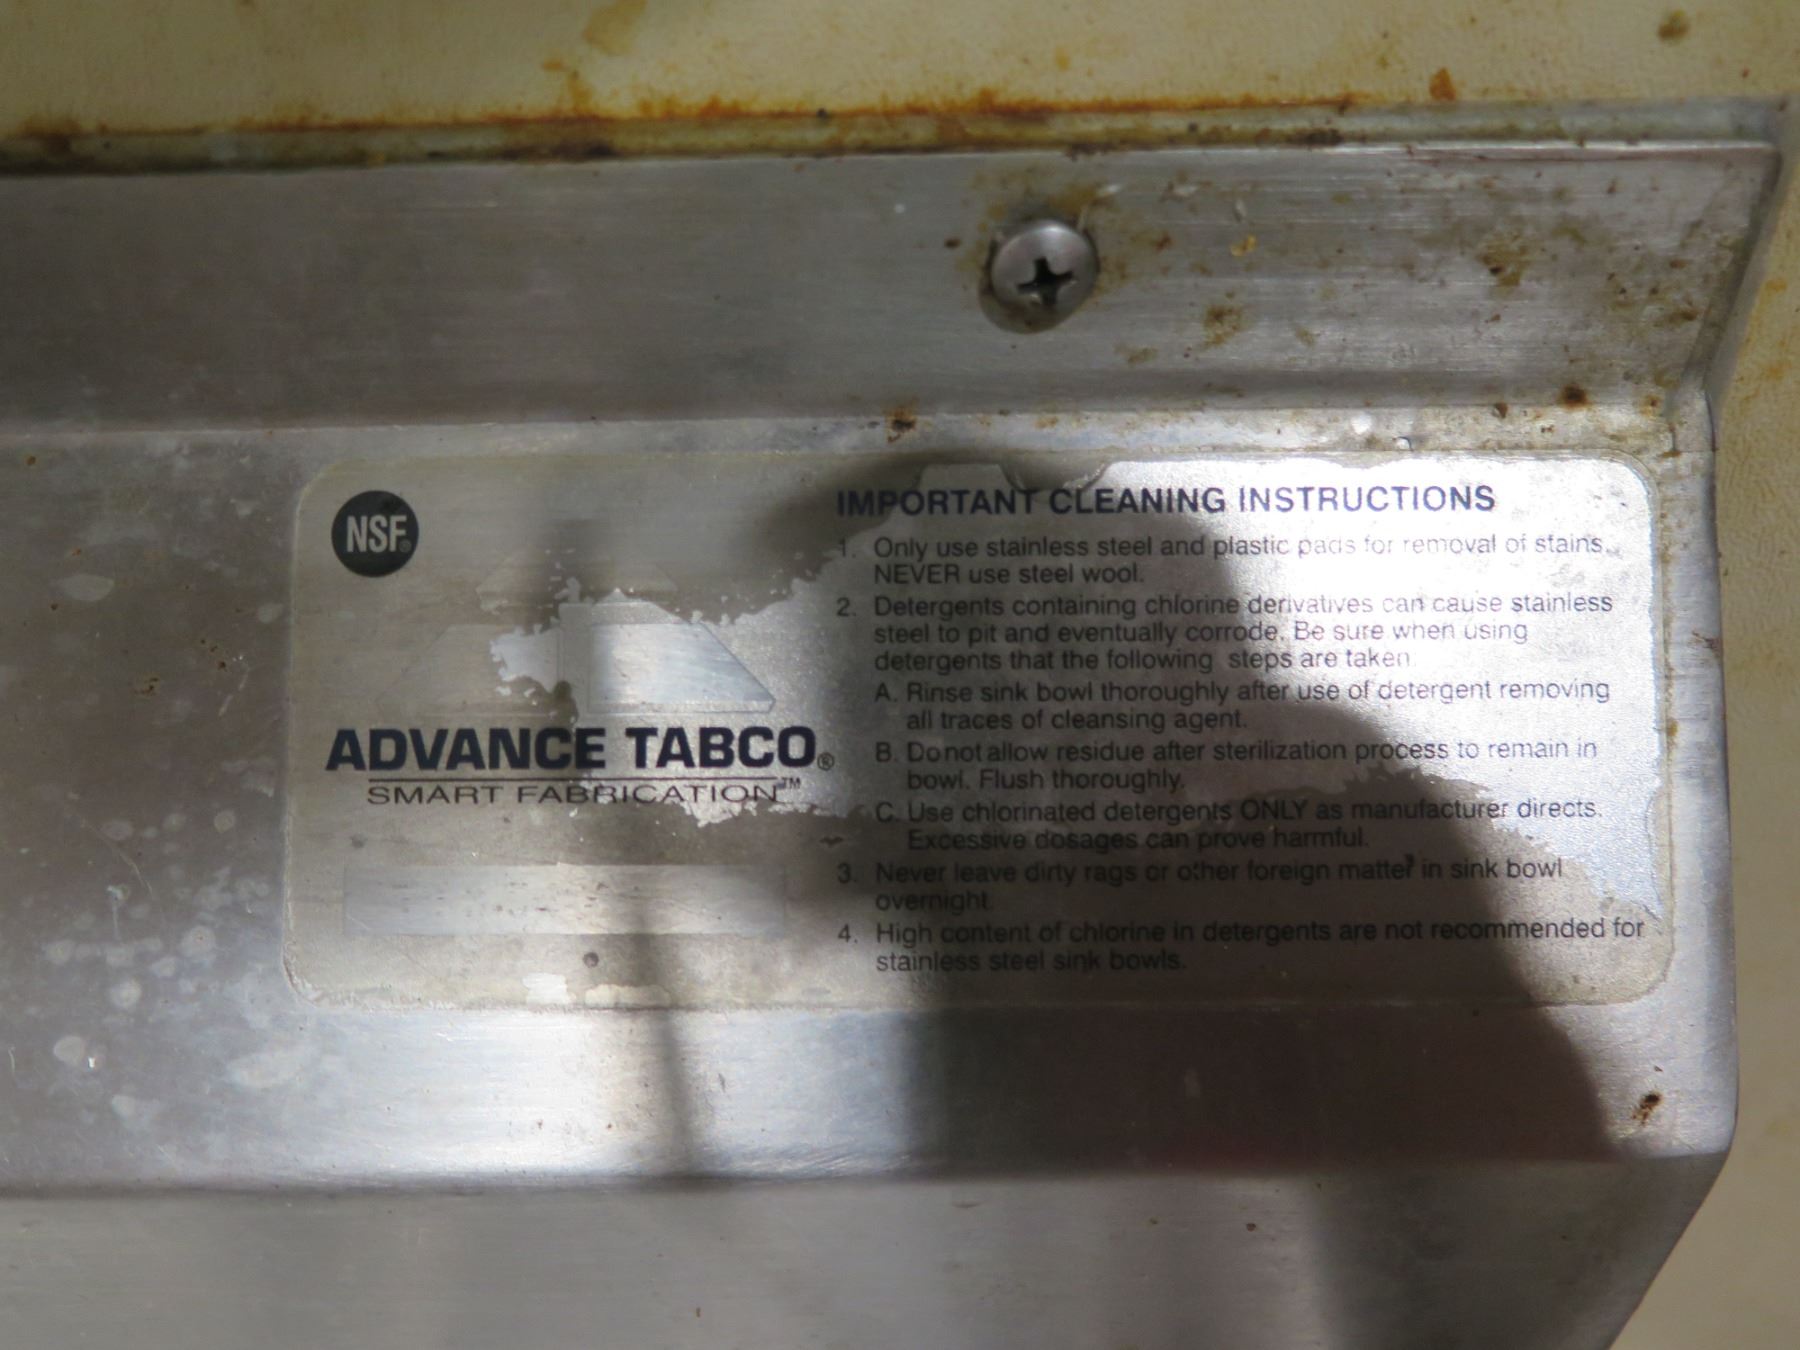 NSF®
ADVANCE TABCO®
SMART FABRICATION™
IMPORTANT CLEANING INSTRUCTIONS
1. Only use stainless steel and plastic pads for removal of stains.
NEVER use steel wool.
2. Detergents containing chlorine derivatives can cause stainless
steel to pit and eventually corrode. Be sure when using
detergents that the following steps are taken
A. Rinse sink bowl thoroughly after use of detergent removing
all traces of cleansing agent.
B. Do not allow residue after sterilization process to remain in
bowl. Flush thoroughly.
C. Use chlorinated detergents ONLY as manufacturer directs.
Excessive dosages can prove harmful.
3. Never leave dirty rags or other foreign matter in sink bowl
overnight
4. High content of chlorine in detergents are not recommended for
stainless steel sink bowls.